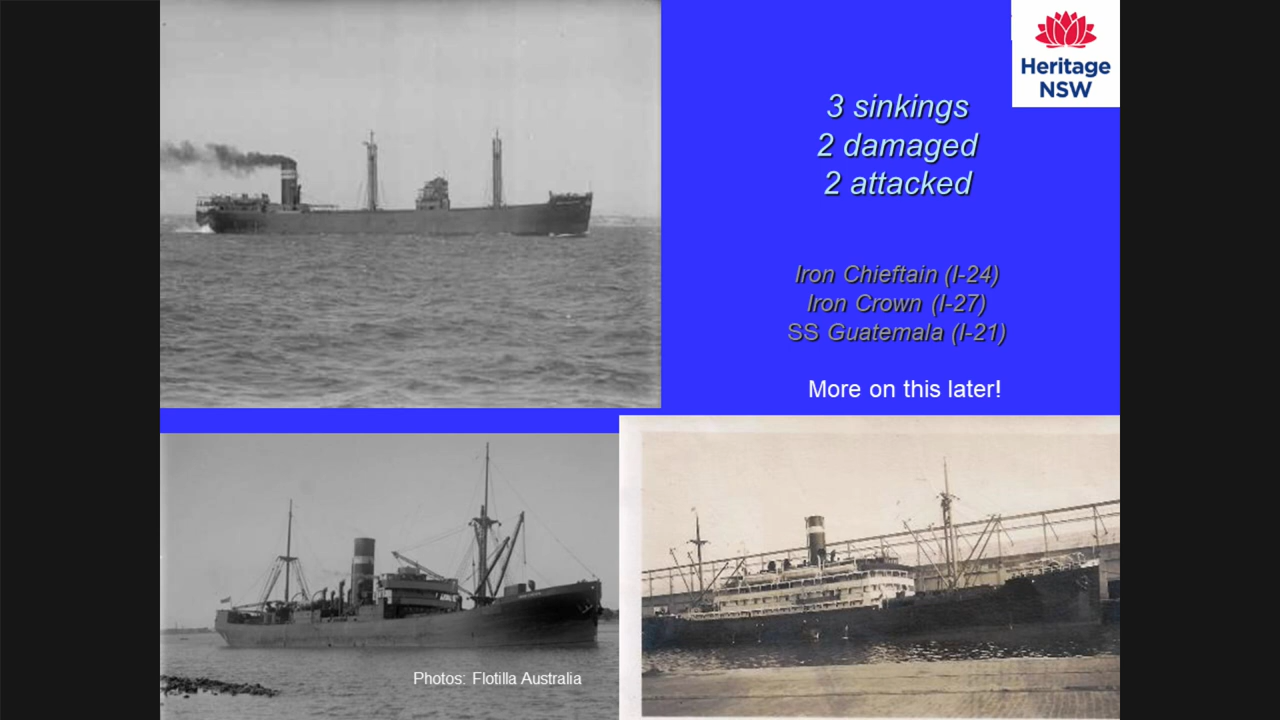 Heritage
NSW
3 sinkings
2 damaged
2 attacked
Iron Chieftain (I-24)
Iron Crown (I-27)
SS Guatemala (I-21)
More on this later!
Photos: Flotilla Australia